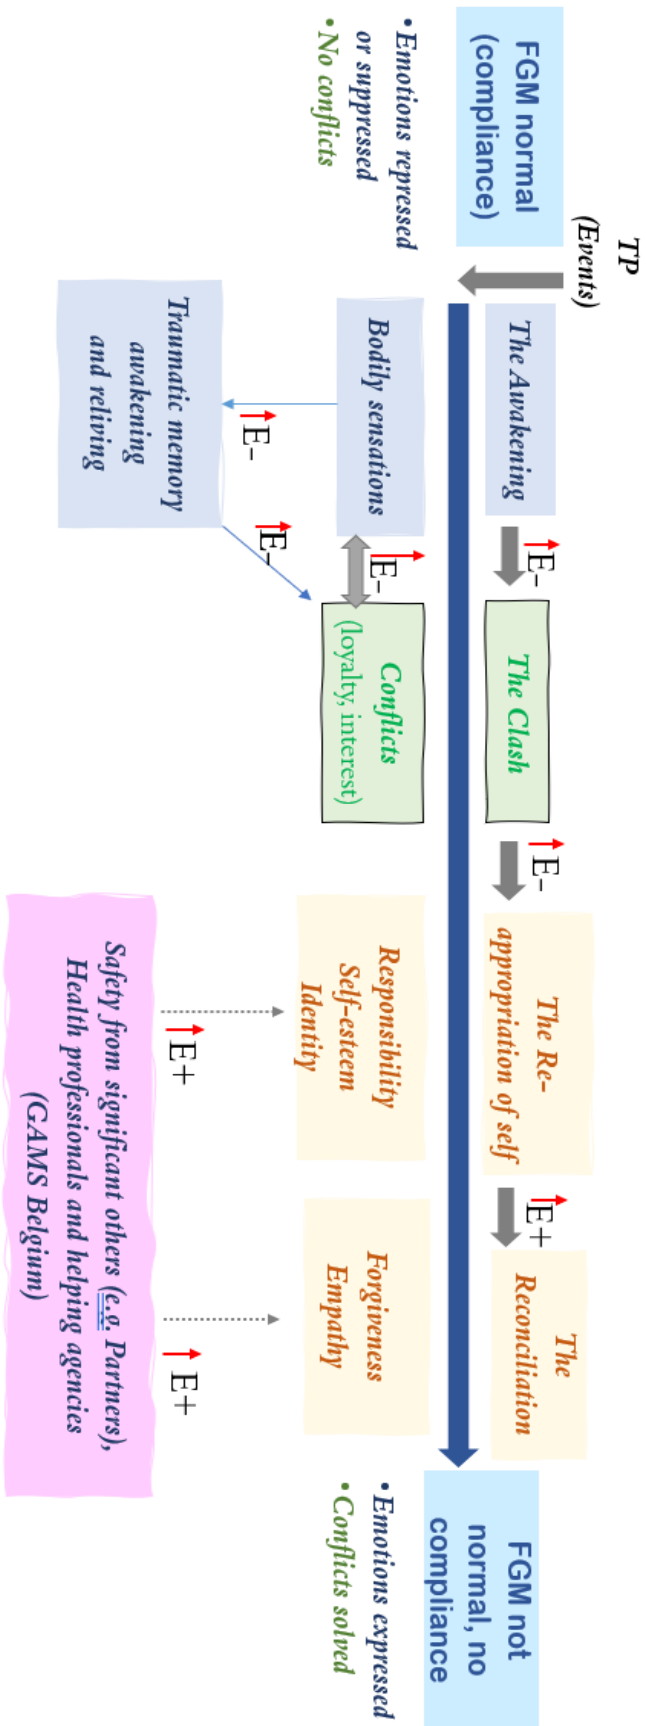 TP
(Events)
FGM normal
(compliance)
The Awakening
E-
The Clash
E-
The Re-
appropriation of self
E+
The
Reconciliation
FGM not
normal, no
compliance
• Emotions repressed
or suppressed
• No conflicts
Bodily sensations
E-
Conflicts
(loyalty, interest)
Responsibility
Self-esteem
Identity
Forgiveness
Empathy
• Emotions expressed
• Conflicts solved
E-
E-
Traumatic memory
awakening
and reliving
E+
E+
Safety from significant others (e.g. Partners),
Health professionals and helping agencies
(GAMS Belgium)